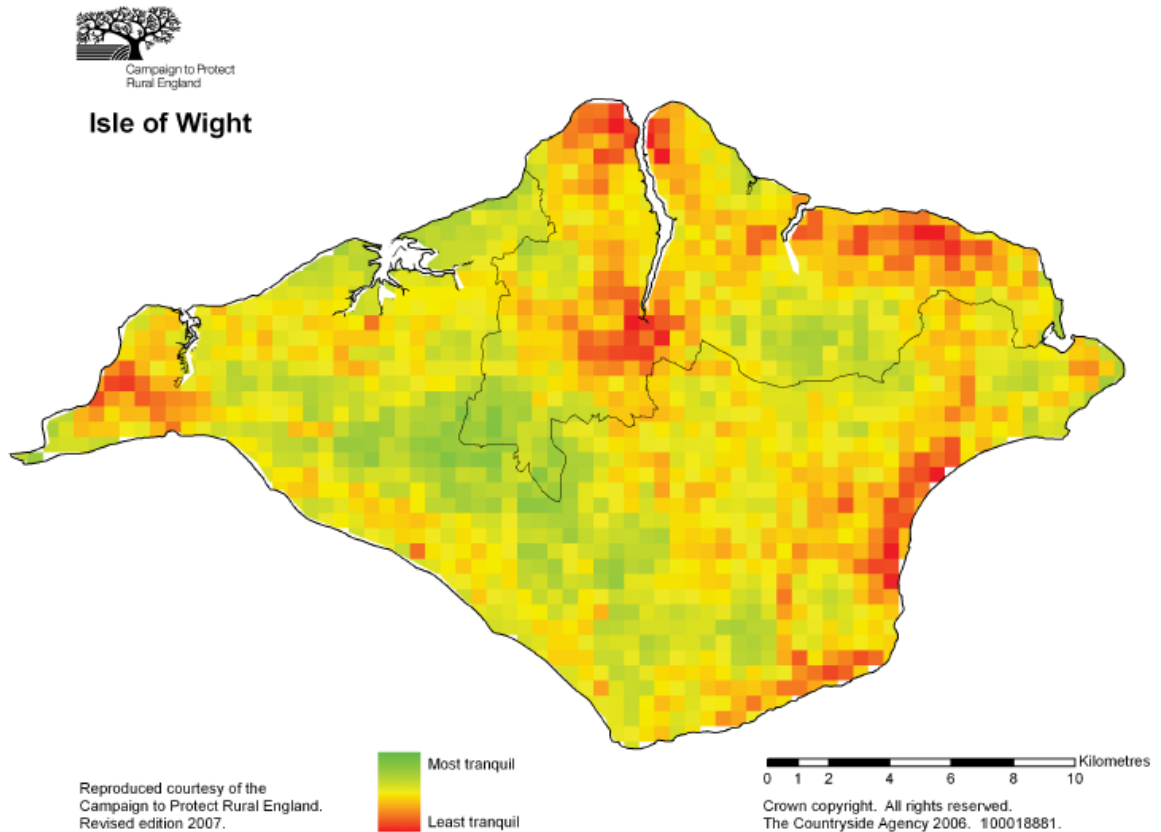 Campaign to Protect
Rural England
Isle of Wight
Most tranquil
Least tranquil
Reproduced courtesy of the
Campaign to Protect Rural England.
Revised edition 2007.
Kilometres
0 1 2 4 6 8 10
Crown copyright. All rights reserved.
The Countryside Agency 2006. 100018881.